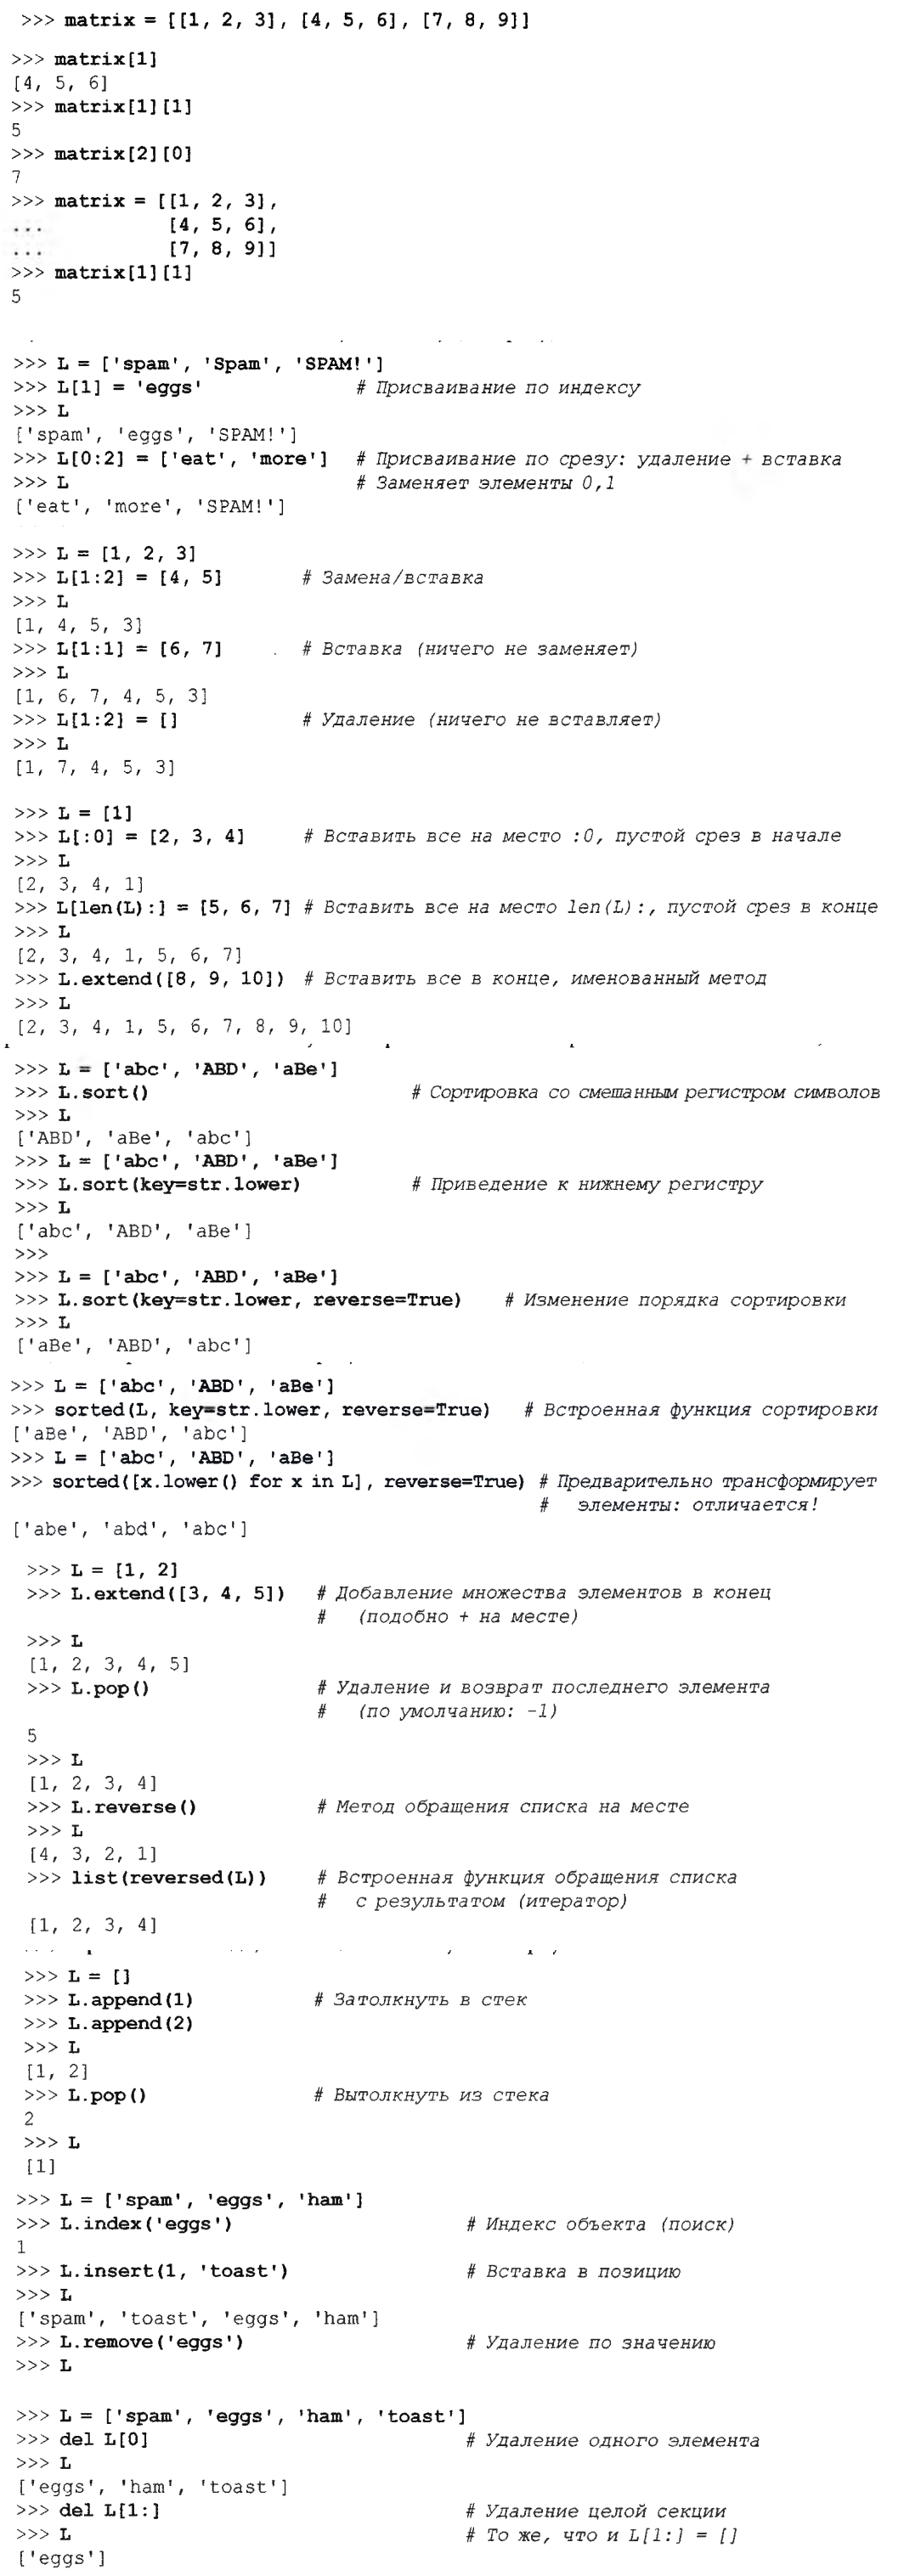 >>> matrix = [[1, 2, 3], [4, 5, 6], [7, 8, 9]]
>>> matrix[1]
[4, 5, 6]
>>> matrix[1][1]
5
>>> matrix[2][0]
7
>>> matrix = [[1, 2, 3],
... [4, 5, 6],
... [7, 8, 9]]
>>> matrix[1][1]
5
>>> L = ['spam', 'Spam', 'SPAM!']
>>> L[1] = 'eggs' # Присваивание по индексу
>>> L
['spam', 'eggs', 'SPAM!']
>>> L[0:2] = ['eat', 'more'] # Присваивание по срезу: удаление + вставка
>>> L # Заменяет элементы 0,1
['eat', 'more', 'SPAM!']
>>> L = [1, 2, 3]
>>> L[1:2] = [4, 5] # Замена/вставка
>>> L
[1, 4, 5, 3]
>>> L[1:1] = [6, 7] # Вставка (ничего не заменяет)
>>> L
[1, 6, 7, 4, 5, 3]
>>> L[1:2] = [] # Удаление (ничего не вставляет)
>>> L
[1, 7, 4, 5, 3]
>>> L = [1]
>>> L[:0] = [2, 3, 4] # Вставить все на место :0, пустой срез в начале
>>> L
[2, 3, 4, 1]
>>> L[len(L):] = [5, 6, 7] # Вставить все на место len(L):, пустой срез в конце
>>> L
[2, 3, 4, 1, 5, 6, 7]
>>> L.extend([8, 9, 10]) # Вставить все в конце, именованный метод
>>> L
[2, 3, 4, 1, 5, 6, 7, 8, 9, 10]
>>> L = ['abc', 'ABD', 'aBe']
>>> L.sort() # Сортировка со смешанным регистром символов
>>> L
['ABD', 'aBe', 'abc']
>>> L = ['abc', 'ABD', 'aBe']
>>> L.sort(key=str.lower) # Приведение к нижнему регистру
>>> L
['abc', 'ABD', 'aBe']
>>>
>>> L = ['abc', 'ABD', 'aBe']
>>> L.sort(key=str.lower, reverse=True) # Изменение порядка сортировки
>>> L
['aBe', 'ABD', 'abc']
>>> L = ['abc', 'ABD', 'aBe']
>>> sorted(L, key=str.lower, reverse=True) # Встроенная функция сортировки
['aBe', 'ABD', 'abc']
>>> L = ['abc', 'ABD', 'aBe']
>>> sorted([x.lower() for x in L], reverse=True) # Предварительно трансформирует
# элементы: отличается!
['abe', 'abd', 'abc']
>>> L = [1, 2]
>>> L.extend([3, 4, 5]) # Добавление множества элементов в конец
# (подобно + на месте)
>>> L
[1, 2, 3, 4, 5]
>>> L.pop() # Удаление и возврат последнего элемента
# (по умолчанию: -1)
5
>>> L
[1, 2, 3, 4]
>>> L.reverse() # Метод обращения списка на месте
>>> L
[4, 3, 2, 1]
>>> list(reversed(L)) # Встроенная функция обращения списка
# с результатом (итератор)
[1, 2, 3, 4]
>>> L = []
>>> L.append(1) # Затолкнуть в стек
>>> L.append(2)
>>> L
[1, 2]
>>> L.pop() # Вытолкнуть из стека
2
>>> L
[1]
>>> L = ['spam', 'eggs', 'ham']
>>> L.index('eggs') # Индекс объекта (поиск)
1
>>> L.insert(1, 'toast') # Вставка в позицию
>>> L
['spam', 'toast', 'eggs', 'ham']
>>> L.remove('eggs') # Удаление по значению
>>> L
>>> L = ['spam', 'eggs', 'ham', 'toast']
>>> del L[0] # Удаление одного элемента
>>> L
['eggs', 'ham', 'toast']
>>> del L[1:] # Удаление целой секции
>>> L # То же, что и L[1:] = []
['eggs']